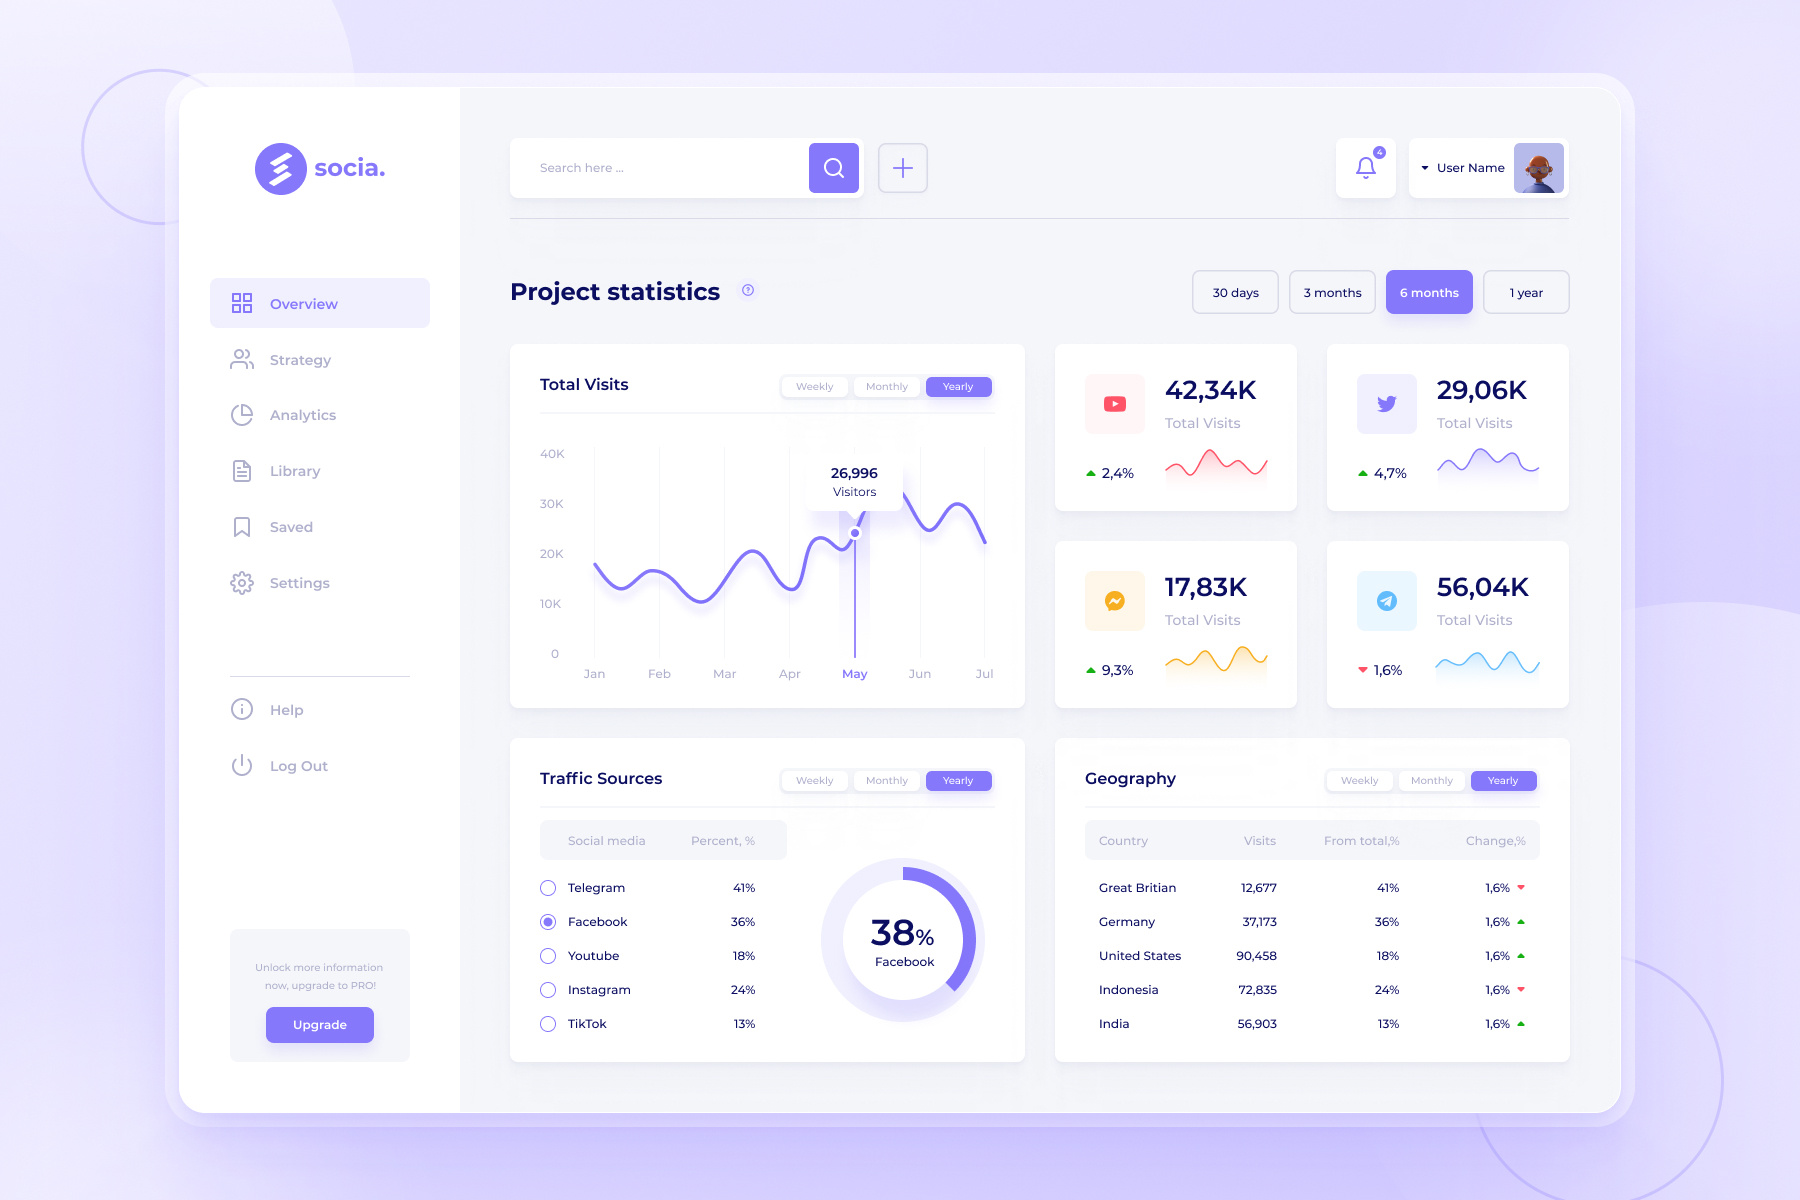 socia.
Search here ...
4
User Name
Overview
Strategy
Analytics
Library
Saved
Settings
Help
Log Out
Unlock more information
now, upgrade to PRO!
Upgrade
Project statistics ?
30 days 3 months 6 months 1 year
Total Visits
Weekly Monthly Yearly
40K
30K
20K
10K
0
26,996
Visitors
Jan Feb Mar Apr May Jun Jul
42,34K
Total Visits
2,4%
29,06K
Total Visits
4,7%
17,83K
Total Visits
9,3%
56,04K
Total Visits
1,6%
Traffic Sources
Weekly Monthly Yearly
Social media Percent, %
Telegram 41%
Facebook 36%
Youtube 18%
Instagram 24%
TikTok 13%
38%
Facebook
Geography
Weekly Monthly Yearly
Country Visits From total,% Change,%
Great Britian 12,677 41% 1,6%
Germany 37,173 36% 1,6%
United States 90,458 18% 1,6%
Indonesia 72,835 24% 1,6%
India 56,903 13% 1,6%